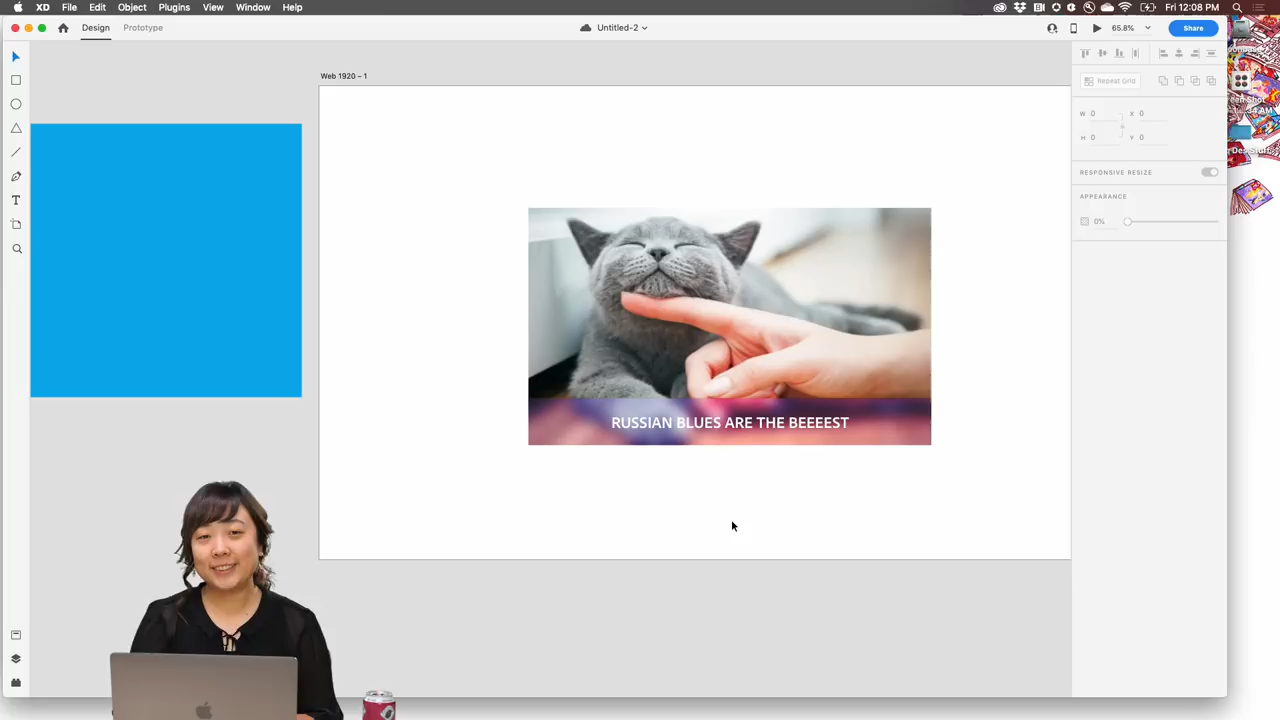 XD File Edit Object Plugins View Window Help
Fri 12:08 PM
Design Prototype
Untitled-2
65.8%
Share
Web 1920 – 1
Repeat Grid
W 0 X 0
H 0 Y 0
RESPONSIVE RESIZE
APPEARANCE
0%
T
RUSSIAN BLUES ARE THE BEEEEST